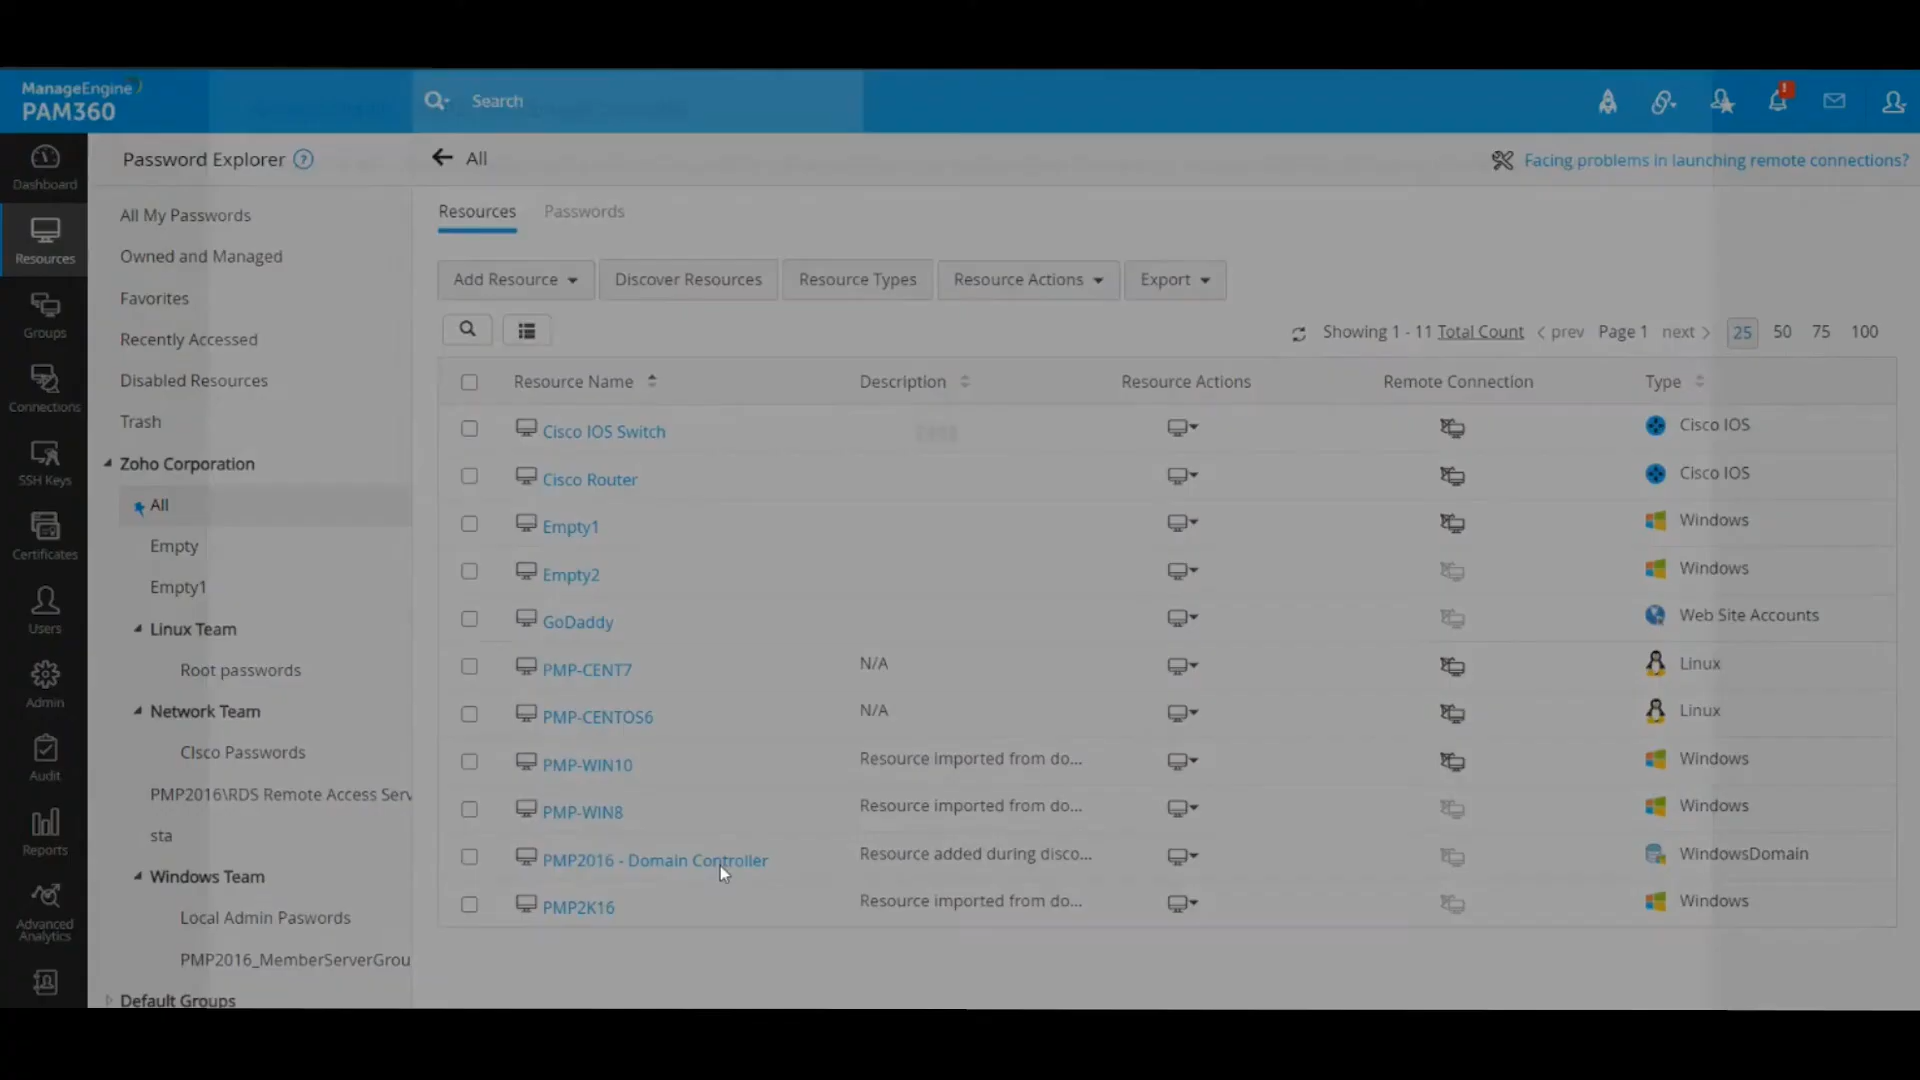 ManageEngine
PAM360
Search
Dashboard
Resources
Groups
Connections
SSH Keys
Certificates
Users
Admin
Audit
Reports
Advanced
Analytics
Password Explorer ?
All My Passwords
Owned and Managed
Favorites
Recently Accessed
Disabled Resources
Trash
Zoho Corporation
All
Empty
Empty1
Linux Team
Root passwords
Network Team
CIsco Passwords
PMP2016\RDS Remote Access Serv
sta
Windows Team
Local Admin Paswords
PMP2016_MemberServerGrou
Default Groups
All
Facing problems in launching remote connections?
Resources Passwords
Add Resource Discover Resources Resource Types Resource Actions Export
Showing 1 - 11 Total Count prev Page 1 next 25 50 75 100
Resource Name Description Resource Actions Remote Connection Type
Cisco IOS Switch Cisco IOS
Cisco Router Cisco IOS
Empty1 Windows
Empty2 Windows
GoDaddy Web Site Accounts
PMP-CENT7 N/A Linux
PMP-CENTOS6 N/A Linux
PMP-WIN10 Resource imported from do... Windows
PMP-WIN8 Resource imported from do... Windows
PMP2016 - Domain Controller Resource added during disco... WindowsDomain
PMP2K16 Resource imported from do... Windows